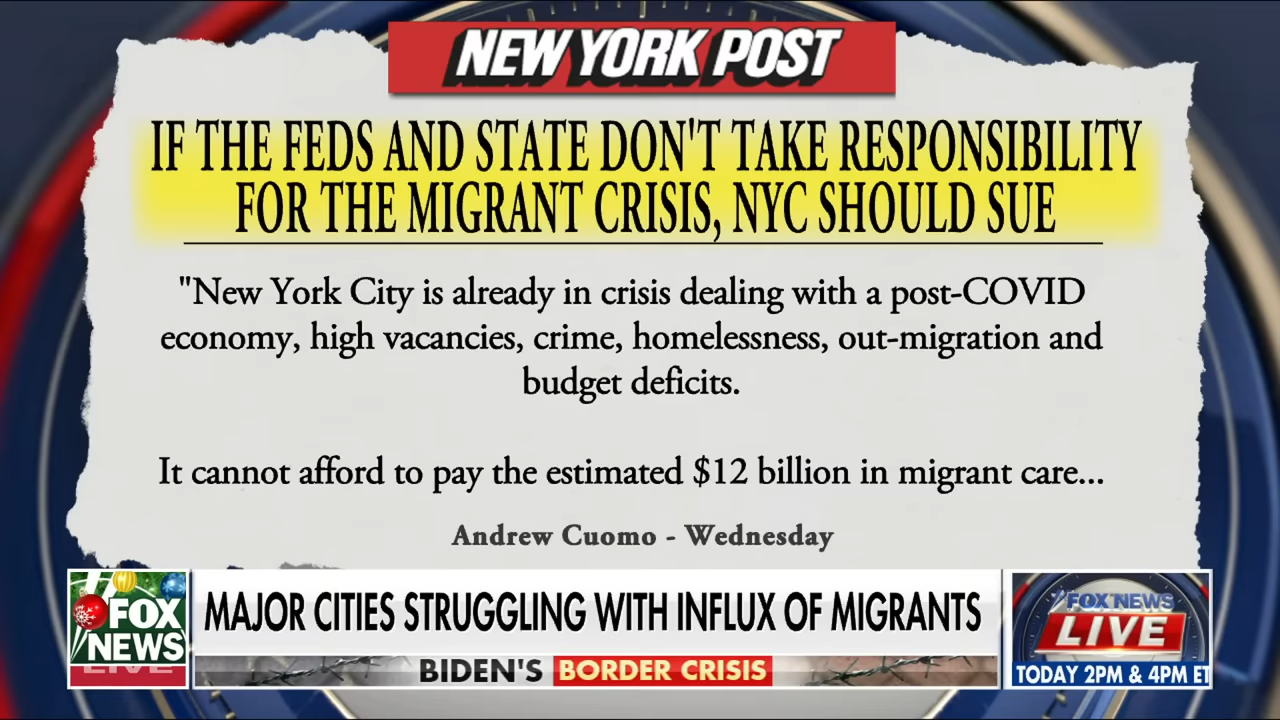 NEW YORK POST
IF THE FEDS AND STATE DON'T TAKE RESPONSIBILITY
FOR THE MIGRANT CRISIS, NYC SHOULD SUE
"New York City is already in crisis dealing with a post-COVID
economy, high vacancies, crime, homelessness, out-migration and
budget deficits.
It cannot afford to pay the estimated $12 billion in migrant care...
Andrew Cuomo - Wednesday
FOX
NEWS
LIVE
MAJOR CITIES STRUGGLING WITH INFLUX OF MIGRANTS
BIDEN'S BORDER CRISIS
FOX NEWS
LIVE
TODAY 2PM & 4PM ET